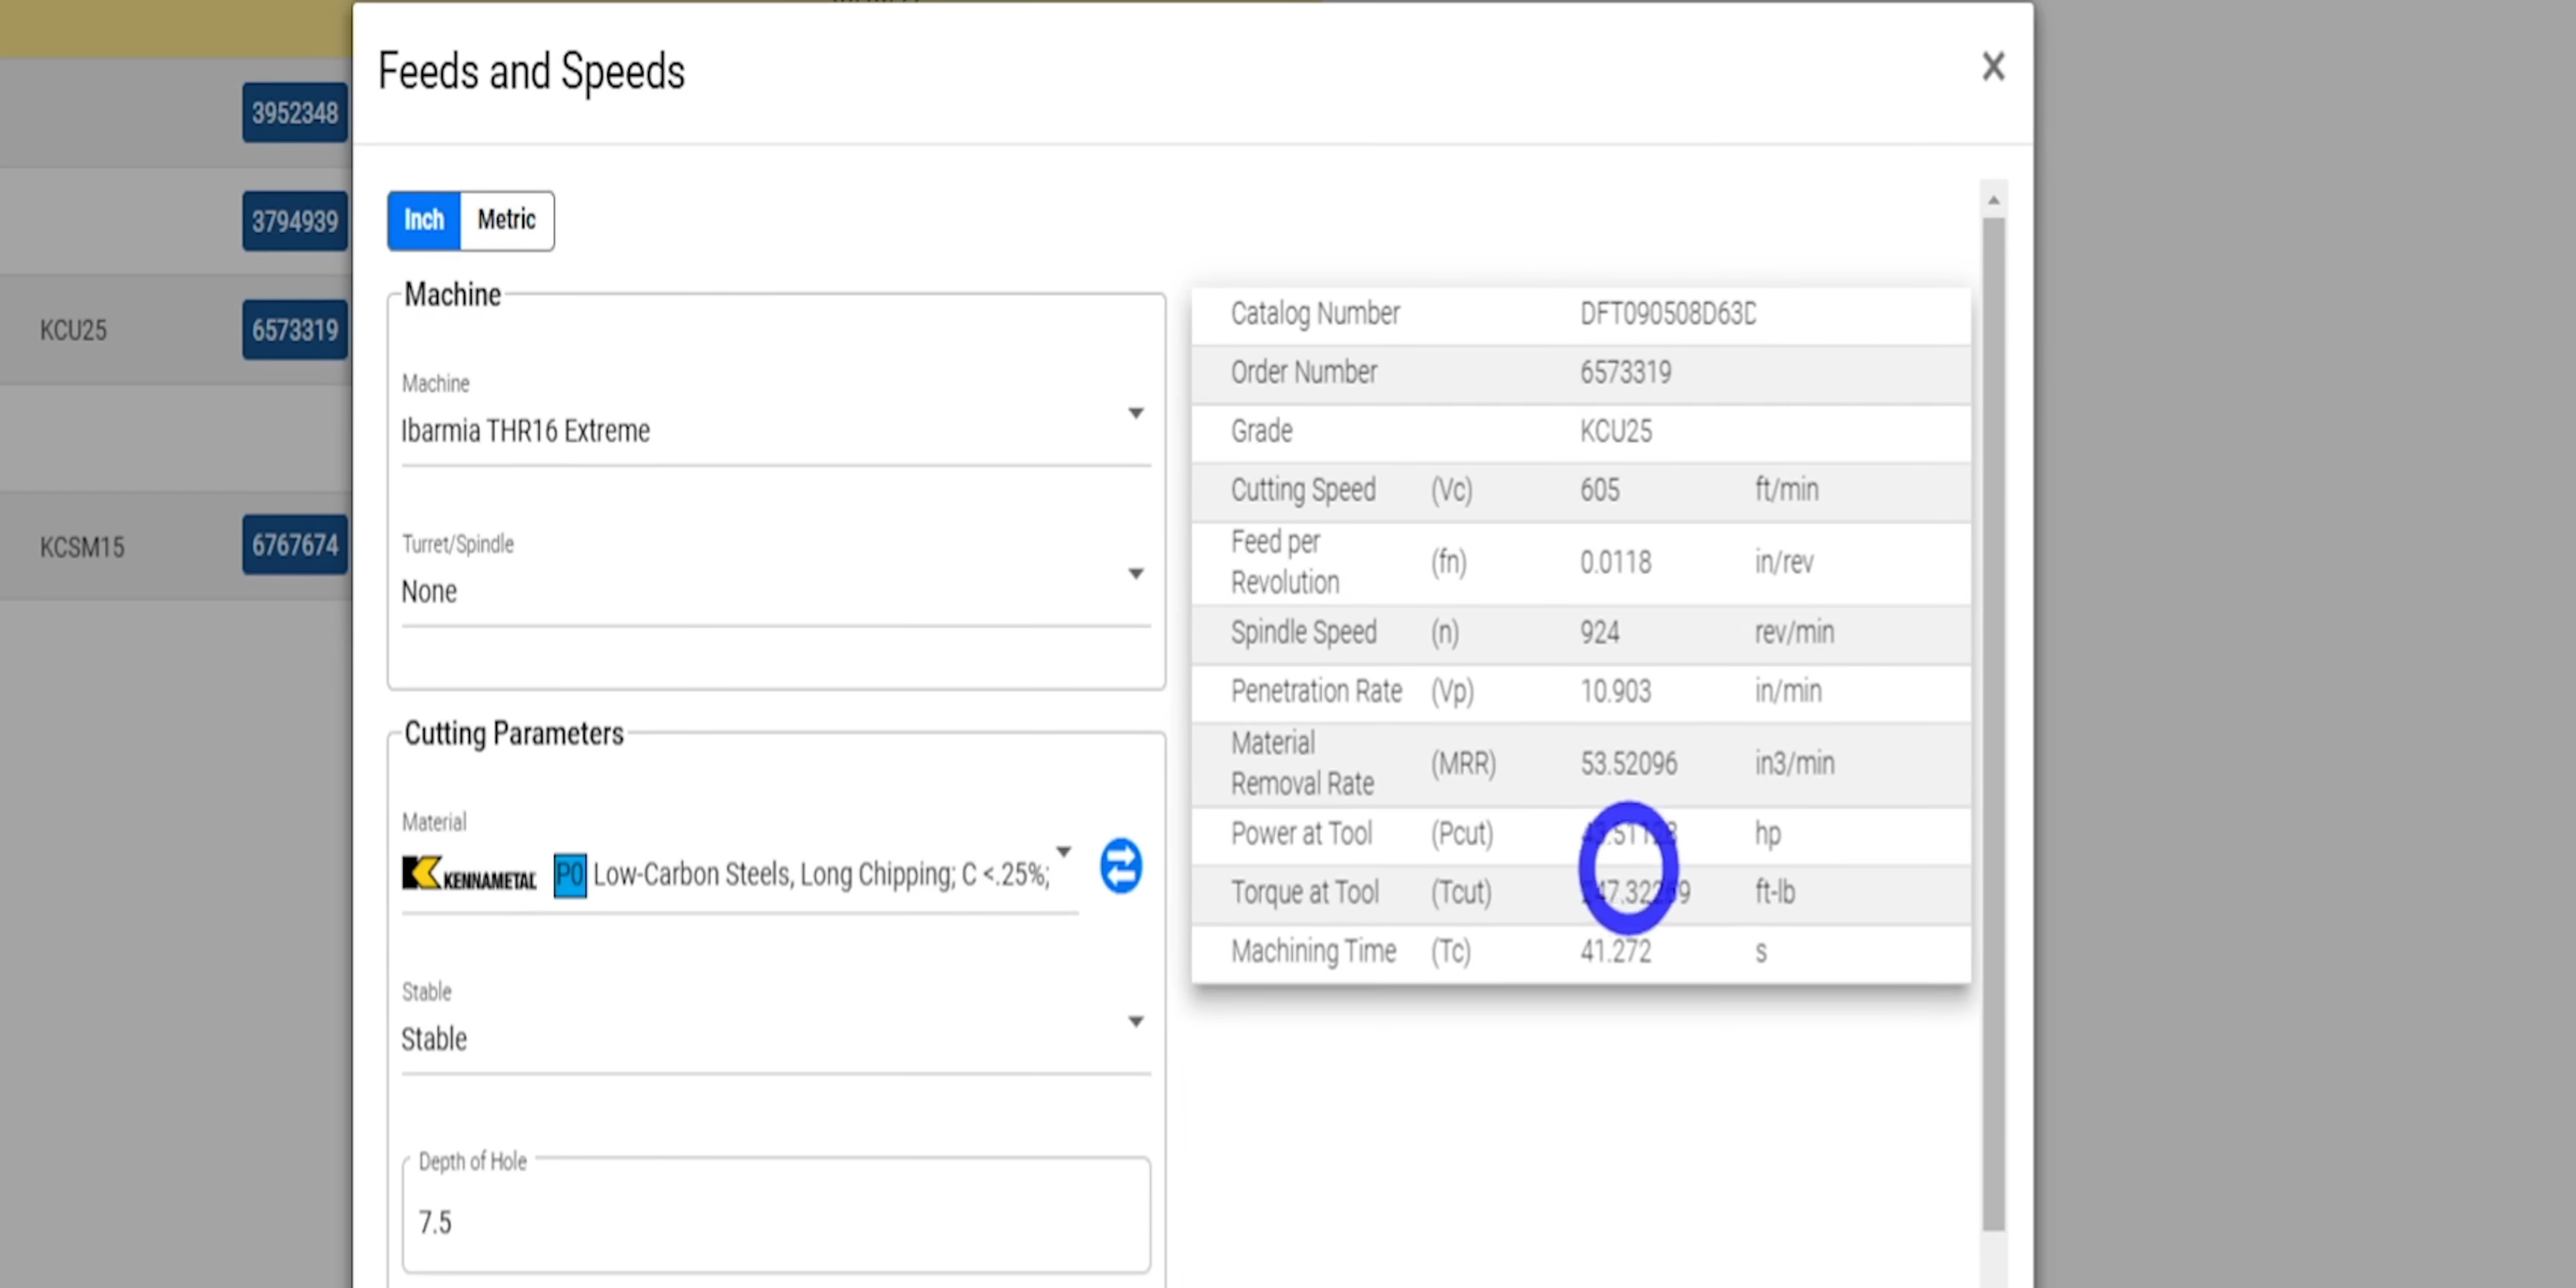 Feeds and Speeds
X
3952348
3794939
KCU25 6573319
KCSM15 6767674
Inch Metric
Machine
Machine
Ibarmia THR16 Extreme
Turret/Spindle
None
Cutting Parameters
Material
KENNAMETAL P0 Low-Carbon Steels, Long Chipping; C <.25%;
Stable
Stable
Depth of Hole
7.5
Catalog Number
Order Number 6573319
Grade KCU25
Cutting Speed (Vc) 605 ft/min
Feed per
Revolution (fn) 0.0118 in/rev
Spindle Speed (n) 924 rev/min
Penetration Rate (Vp) 10.903 in/min
Material
Removal Rate (MRR) 53.52096 in3/min
Power at Tool (Pcut) hp
Torque at Tool (Tcut) ft-lb
Machining Time (Tc) 41.272 s